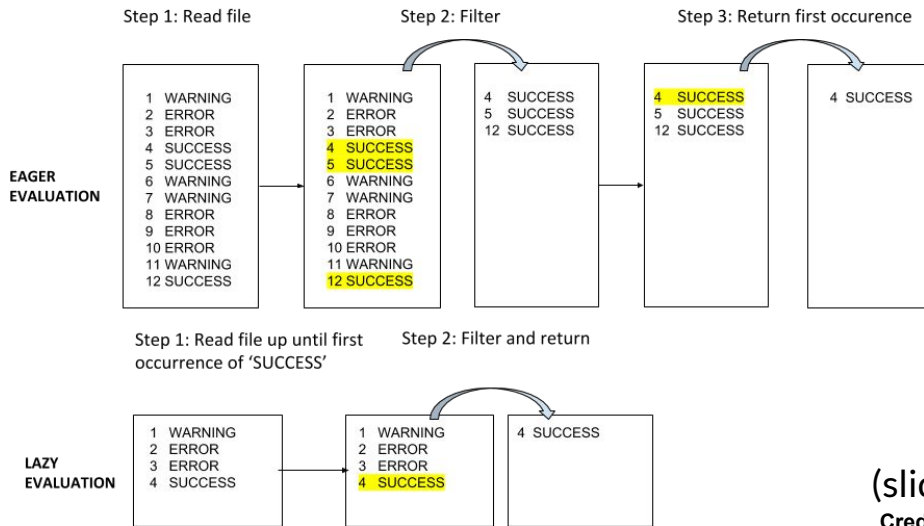 Step 1: Read file
Step 2: Filter
Step 3: Return first occurence
EAGER
EVALUATION
1 WARNING
2 ERROR
3 ERROR
4 SUCCESS
5 SUCCESS
6 WARNING
7 WARNING
8 ERROR
9 ERROR
10 ERROR
11 WARNING
12 SUCCESS
1 WARNING
2 ERROR
3 ERROR
4 SUCCESS
5 SUCCESS
6 WARNING
7 WARNING
8 ERROR
9 ERROR
10 ERROR
11 WARNING
12 SUCCESS
4 SUCCESS
5 SUCCESS
12 SUCCESS
4 SUCCESS
5 SUCCESS
12 SUCCESS
4 SUCCESS
Step 1: Read file up until first
occurrence of ‘SUCCESS’
Step 2: Filter and return
LAZY
EVALUATION
1 WARNING
2 ERROR
3 ERROR
4 SUCCESS
1 WARNING
2 ERROR
3 ERROR
4 SUCCESS
4 SUCCESS